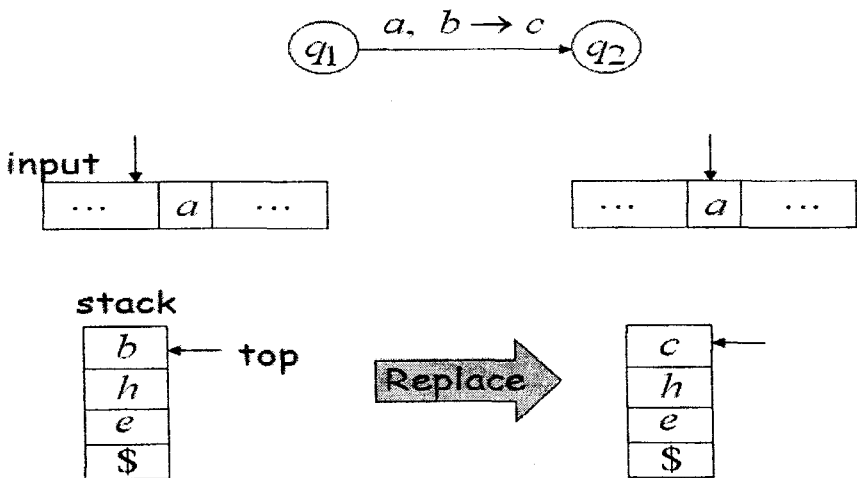 a, b → c
q1 q2
input
··· a ··· ··· a ···
stack
b top c
Replace
h h
e e
$ $